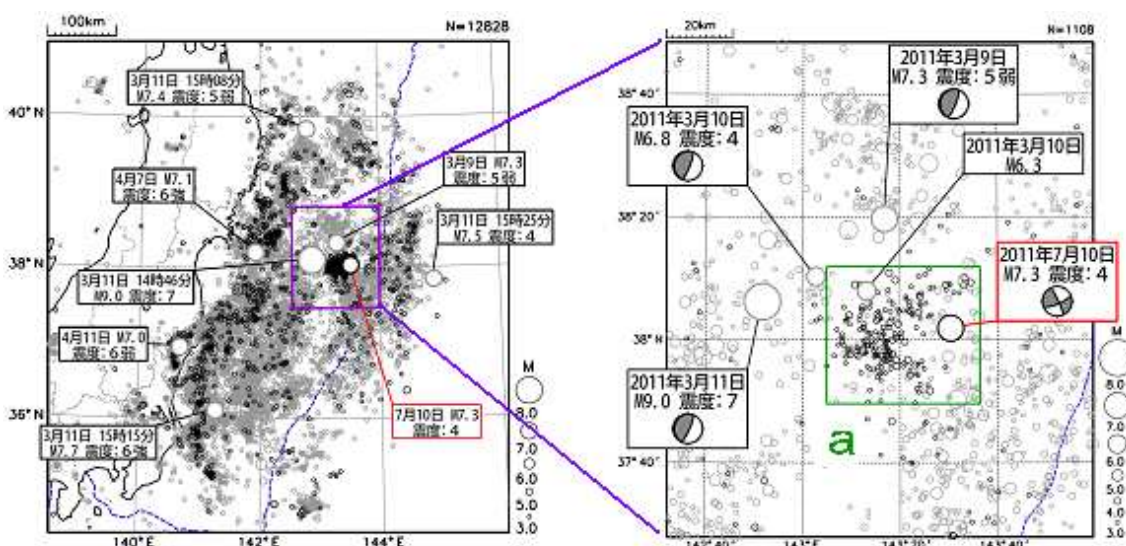 100km
N=12828
3月11日 15時08分
M7.4 震度:5弱
40°N
4月7日 M7.1
震度:6強
3月9日 M7.3
震度:5弱
3月11日 15時25分
M7.5 震度:4
38°N
3月11日 14時46分
M9.0 震度:7
4月11日 M7.0
震度:6弱
36°N
3月11日 15時15分
M7.7 震度:6強
7月10日 M7.3
震度:4
M
8.0
7.0
6.0
5.0
4.0
3.0
140°E
142°E
144°E
20km
N=1108
2011年3月9日
M7.3 震度:5弱
38°40'
2011年3月10日
M6.8 震度:4
2011年3月10日
M6.3
38°20'
2011年7月10日
M7.3 震度:4
38°N
2011年3月11日
M9.0 震度:7
a
37°40'
M
8.0
7.0
6.0
5.0
4.0
3.0
142°40'
143°E
143°20'
143°40'